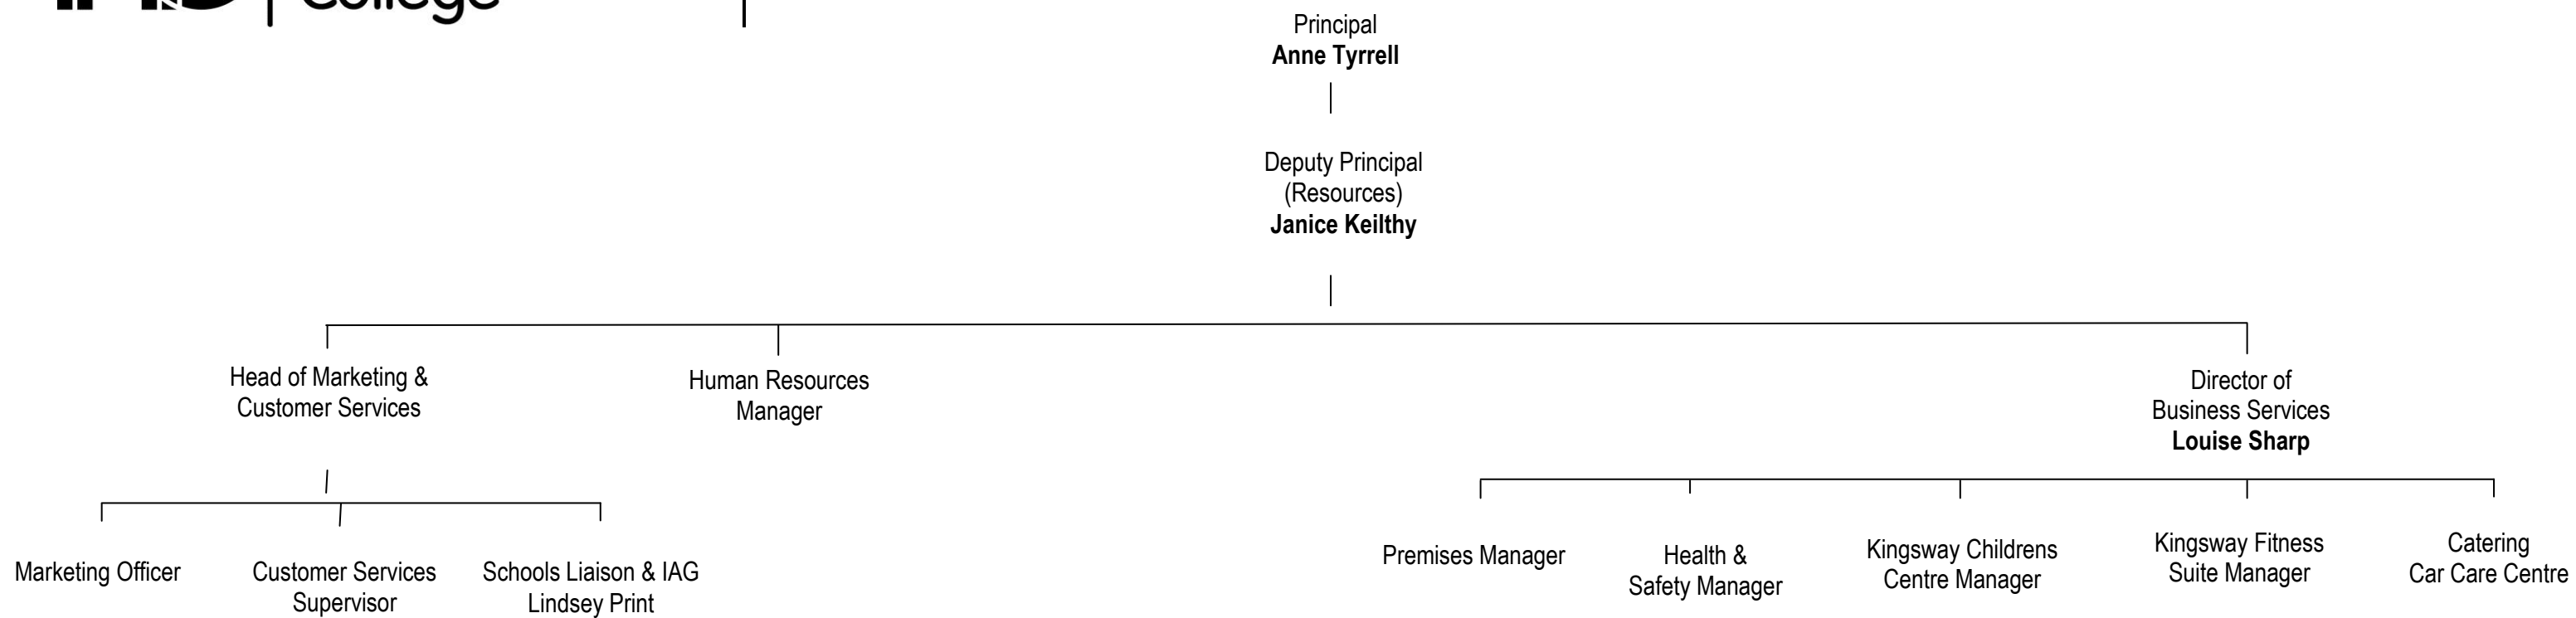 College
Principal
Anne Tyrrell
Deputy Principal
(Resources)
Janice Keilthy
Head of Marketing &
Customer Services
Human Resources
Manager
Director of
Business Services
Louise Sharp
Marketing Officer
Customer Services
Supervisor
Schools Liaison & IAG
Lindsey Print
Premises Manager
Health &
Safety Manager
Kingsway Childrens
Centre Manager
Kingsway Fitness
Suite Manager
Catering
Car Care Centre